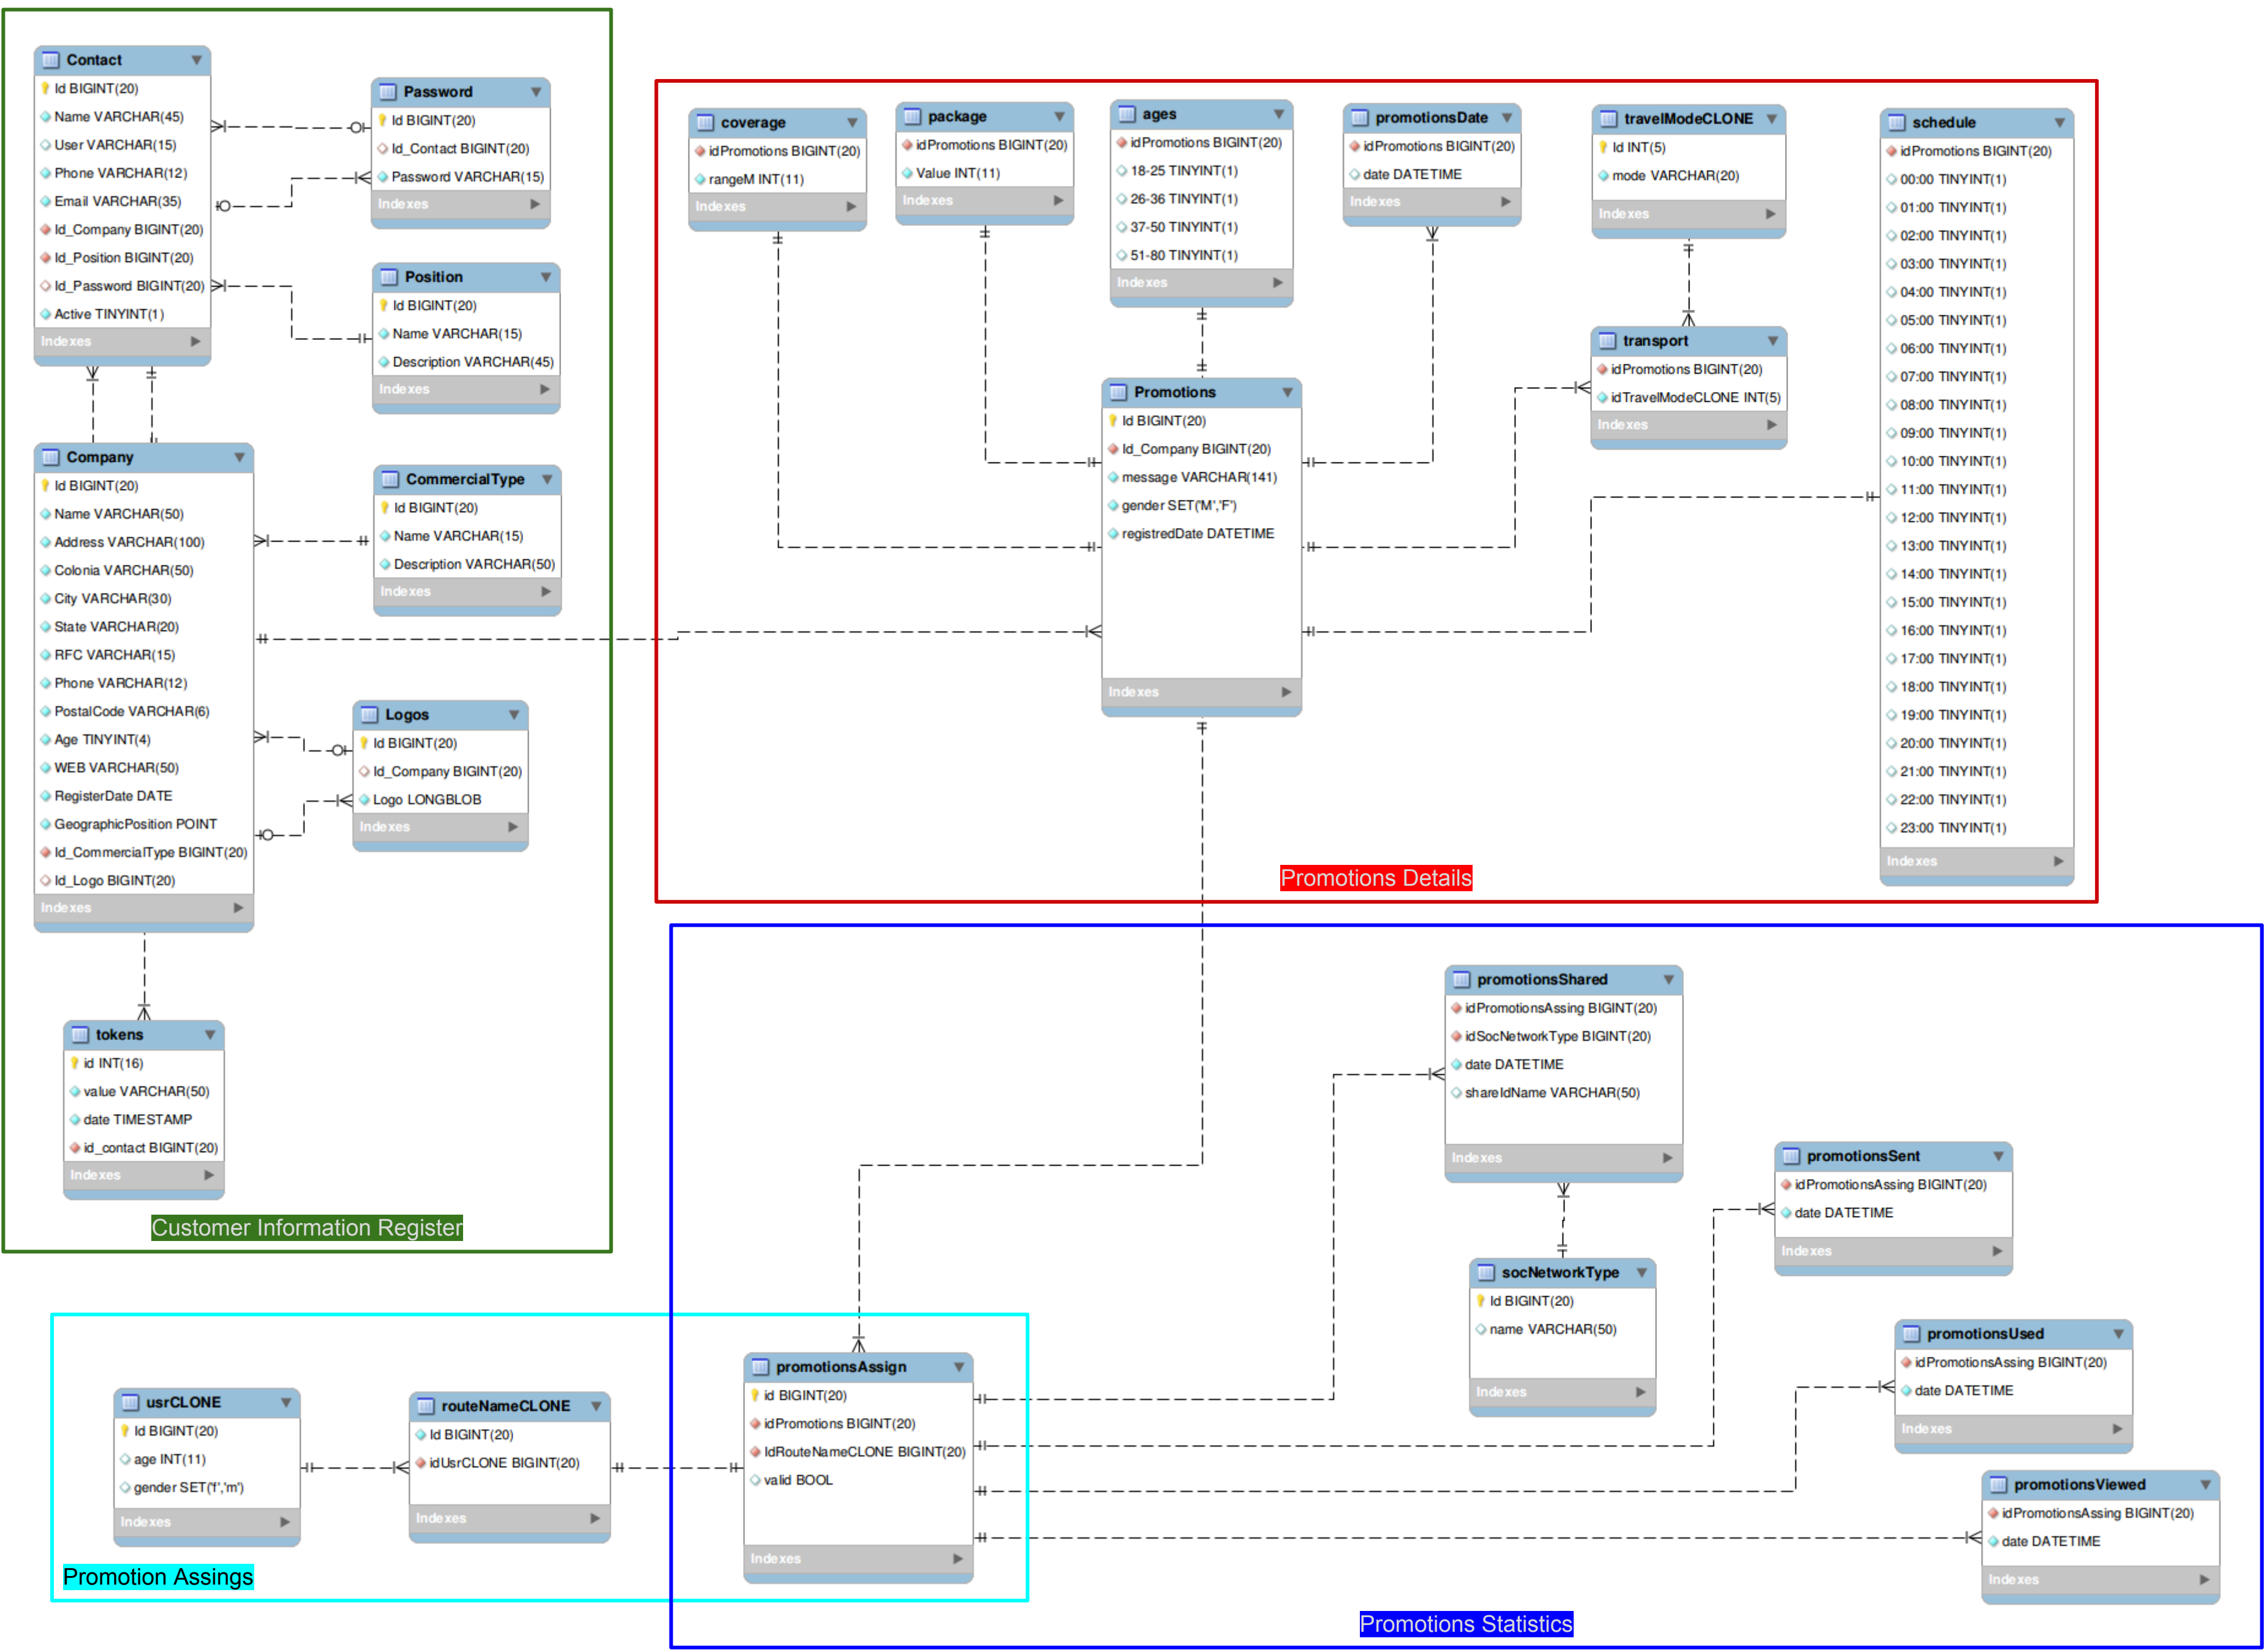 Contact
Id BIGINT(20)
Name VARCHAR(45)
User VARCHAR(15)
Phone VARCHAR(12)
Email VARCHAR(35)
Id_Company BIGINT(20)
Id_Position BIGINT(20)
Id_Password BIGINT(20)
Active TINYINT(1)
Indexes
Password
Id BIGINT(20)
Id_Contact BIGINT(20)
Password VARCHAR(15)
Indexes
Position
Id BIGINT(20)
Name VARCHAR(15)
Description VARCHAR(45)
Indexes
Company
Id BIGINT(20)
Name VARCHAR(50)
Address VARCHAR(100)
Colonia VARCHAR(50)
City VARCHAR(30)
State VARCHAR(20)
RFC VARCHAR(15)
Phone VARCHAR(12)
PostalCode VARCHAR(6)
Age TINYINT(4)
WEB VARCHAR(50)
RegisterDate DATE
GeographicPosition POINT
Id_CommercialType BIGINT(20)
Id_Logo BIGINT(20)
Indexes
CommercialType
Id BIGINT(20)
Name VARCHAR(15)
Description VARCHAR(50)
Indexes
Logos
Id BIGINT(20)
Id_Company BIGINT(20)
Logo LONGBLOB
Indexes
tokens
id INT(16)
value VARCHAR(50)
date TIMESTAMP
id_contact BIGINT(20)
Indexes
Customer Information Register
coverage
idPromotions BIGINT(20)
rangeM INT(11)
Indexes
package
idPromotions BIGINT(20)
Value INT(11)
Indexes
ages
idPromotions BIGINT(20)
18-25 TINYINT(1)
26-36 TINYINT(1)
37-50 TINYINT(1)
51-80 TINYINT(1)
Indexes
promotionsDate
idPromotions BIGINT(20)
date DATETIME
Indexes
travelModeCLONE
Id INT(5)
mode VARCHAR(20)
Indexes
transport
idPromotions BIGINT(20)
idTravelModeCLONE INT(5)
Indexes
schedule
idPromotions BIGINT(20)
00:00 TINYINT(1)
01:00 TINYINT(1)
02:00 TINYINT(1)
03:00 TINYINT(1)
04:00 TINYINT(1)
05:00 TINYINT(1)
06:00 TINYINT(1)
07:00 TINYINT(1)
08:00 TINYINT(1)
09:00 TINYINT(1)
10:00 TINYINT(1)
11:00 TINYINT(1)
12:00 TINYINT(1)
13:00 TINYINT(1)
14:00 TINYINT(1)
15:00 TINYINT(1)
16:00 TINYINT(1)
17:00 TINYINT(1)
18:00 TINYINT(1)
19:00 TINYINT(1)
20:00 TINYINT(1)
21:00 TINYINT(1)
22:00 TINYINT(1)
23:00 TINYINT(1)
Indexes
Promotions
Id BIGINT(20)
Id_Company BIGINT(20)
message VARCHAR(141)
gender SET('M','F')
registredDate DATETIME
Indexes
Promotions Details
promotionsShared
idPromotionsAssing BIGINT(20)
idSocNetworkType BIGINT(20)
date DATETIME
shareIdName VARCHAR(50)
Indexes
socNetworkType
Id BIGINT(20)
name VARCHAR(50)
Indexes
promotionsSent
idPromotionsAssing BIGINT(20)
date DATETIME
Indexes
promotionsUsed
idPromotionsAssing BIGINT(20)
date DATETIME
Indexes
promotionsViewed
idPromotionsAssing BIGINT(20)
date DATETIME
Indexes
usrCLONE
Id BIGINT(20)
age INT(11)
gender SET('f','m')
Indexes
routeNameCLONE
Id BIGINT(20)
idUsrCLONE BIGINT(20)
Indexes
promotionsAssign
id BIGINT(20)
idPromotions BIGINT(20)
IdRouteNameCLONE BIGINT(20)
valid BOOL
Indexes
Promotion Assings
Promotions Statistics